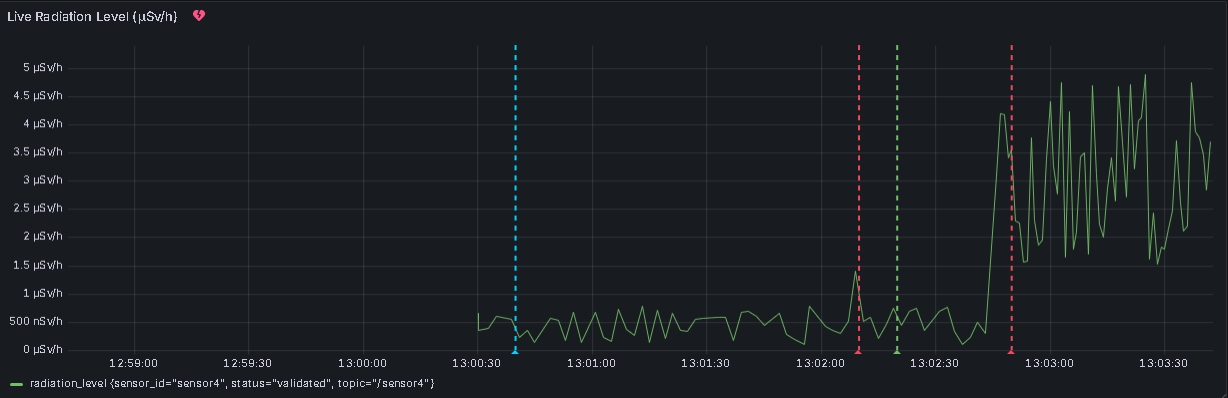 Live Radiation Level (µSv/h)
5 µSv/h
4.5 µSv/h
4 µSv/h
3.5 µSv/h
3 µSv/h
2.5 µSv/h
2 µSv/h
1.5 µSv/h
1 µSv/h
500 nSv/h
0 µSv/h
12:59:00 12:59:30 13:00:00 13:00:30 13:01:00 13:01:30 13:02:00 13:02:30 13:03:00 13:03:30
radiation_level {sensor_id="sensor4", status="validated", topic="/sensor4"}